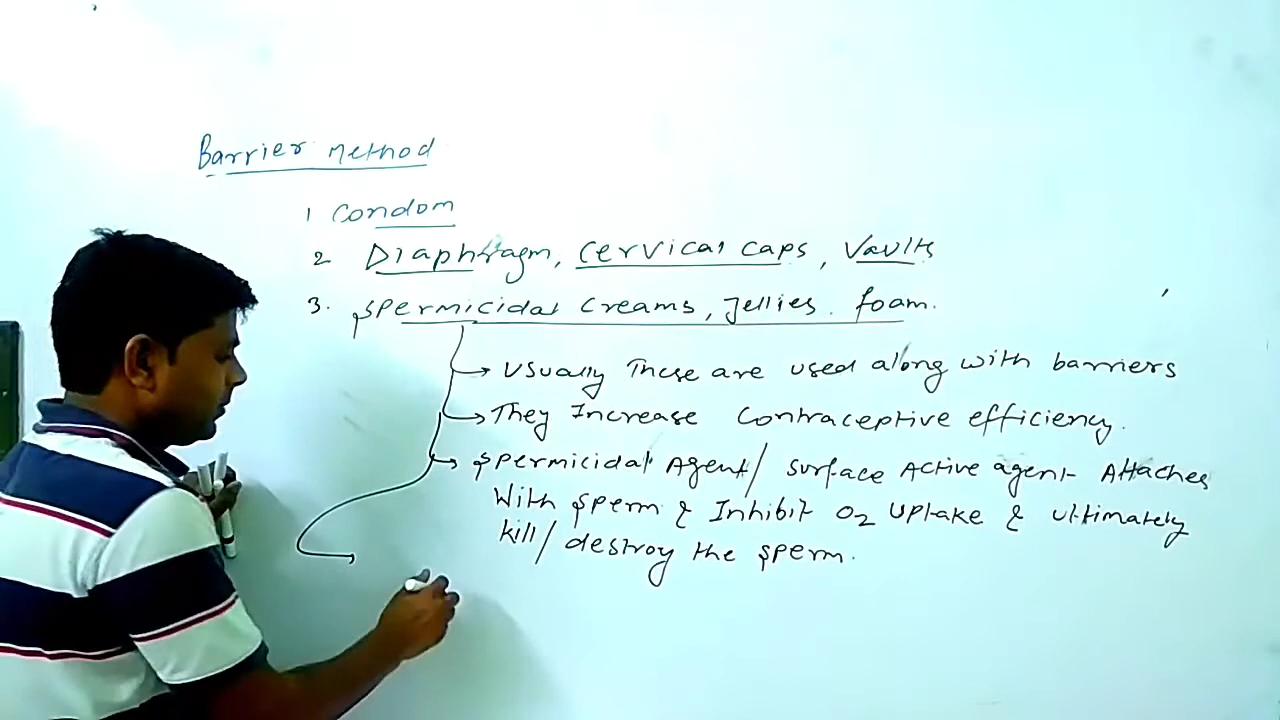 Barrier Method
1 Condom
2 Diaphragm, Cervical caps, Vaults
3. Spermicidal Creams, Jellies. foam.
→ Usually These are used along with barriers
→ They Increase Contraceptive efficiency.
→ Spermicidal Agent/ Surface Active agent Attaches
With Sperm & Inhibit O2 Uptake & ultimately
kill/ destroy the sperm.